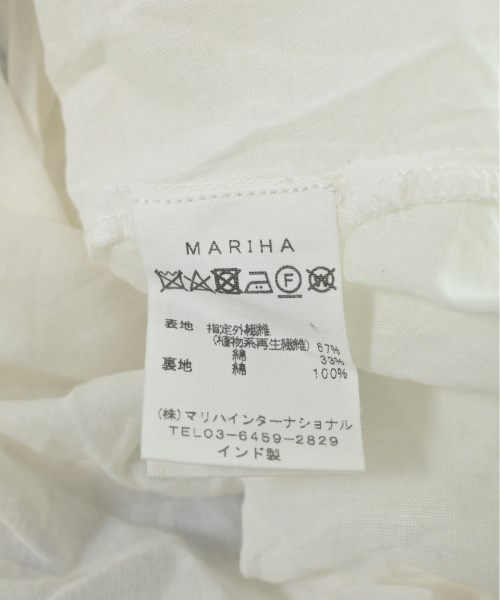 MARIHA
F W
表地 指定外繊維
(植物系再生繊維) 67%
綿 33%
裏地 綿 100%
(株)マリハインターナショナル
TEL03-6459-2829
インド製